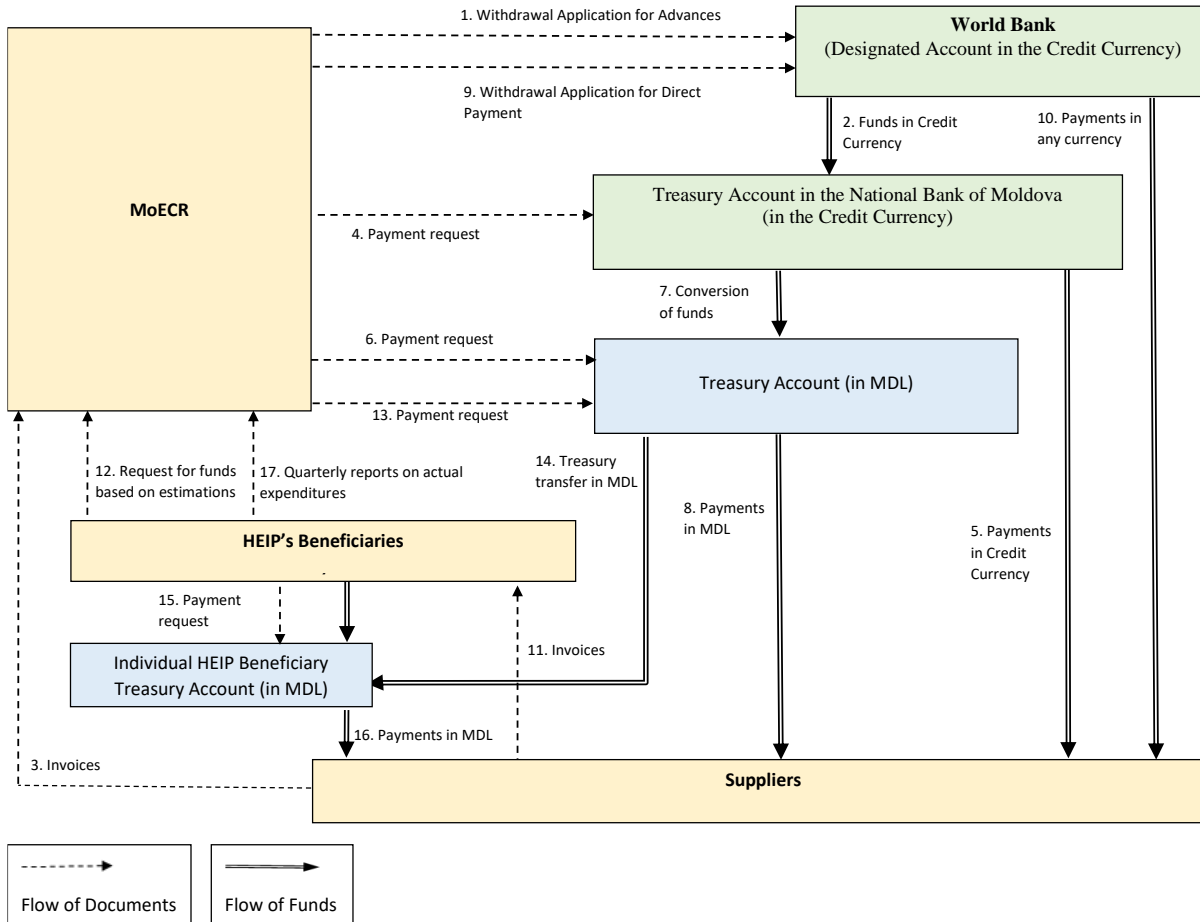 1. Withdrawal Application for Advances
World Bank
(Designated Account in the Credit Currency)
9. Withdrawal Application for Direct
Payment
2. Funds in Credit
Currency
10. Payments in
any currency
MoECR
Treasury Account in the National Bank of Moldova
(in the Credit Currency)
4. Payment request
7. Conversion
of funds
6. Payment request
Treasury Account (in MDL)
13. Payment request
12. Request for funds
based on estimations
17. Quarterly reports on actual
expenditures
14. Treasury
transfer in MDL
8. Payments
in MDL
5. Payments
in Credit
Currency
HEIP's Beneficiaries
.
15. Payment
request
11. Invoices
Individual HEIP Beneficiary
Treasury Account (in MDL)
16. Payments in MDL
3. Invoices
Suppliers
Flow of Documents
Flow of Funds